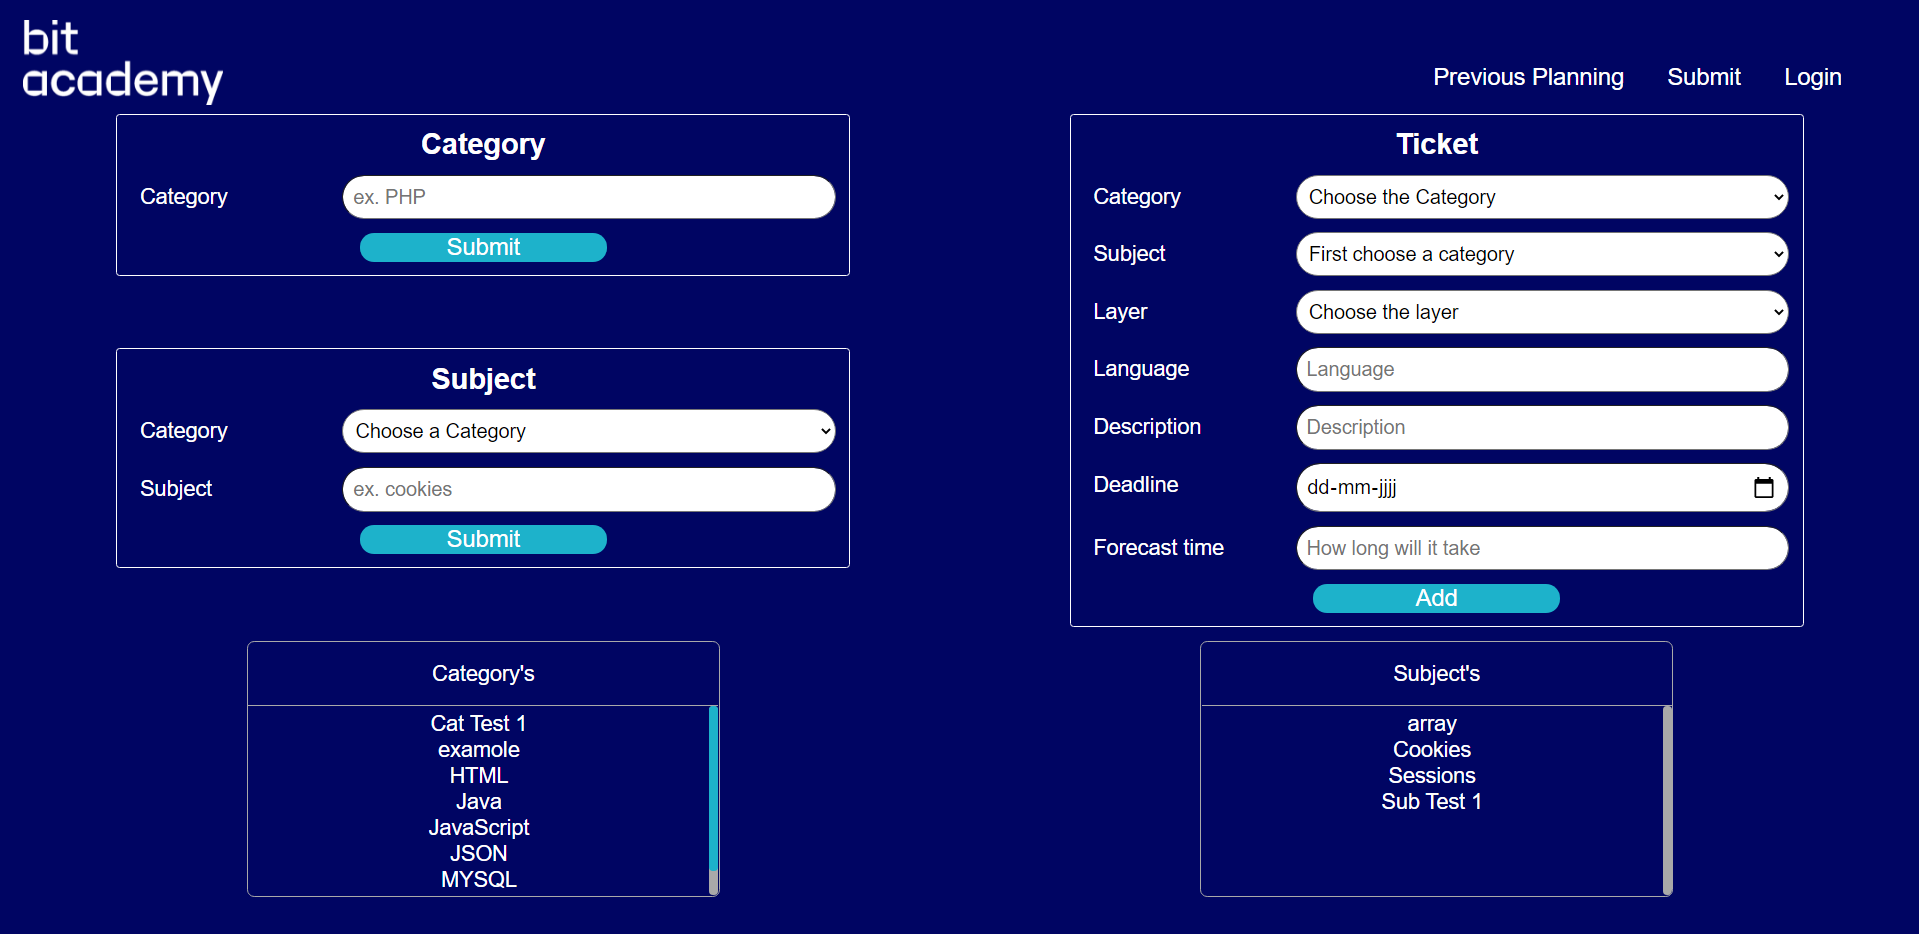 bit
academy
Previous Planning Submit Login
Category
Category ex. PHP
Submit
Subject
Category Choose a Category
Subject ex. cookies
Submit
Ticket
Category Choose the Category
Subject First choose a category
Layer Choose the layer
Language Language
Description Description
Deadline dd-mm-jjjj
Forecast time How long will it take
Add
Category's
Cat Test 1
examole
HTML
Java
JavaScript
JSON
MYSQL
Subject's
array
Cookies
Sessions
Sub Test 1